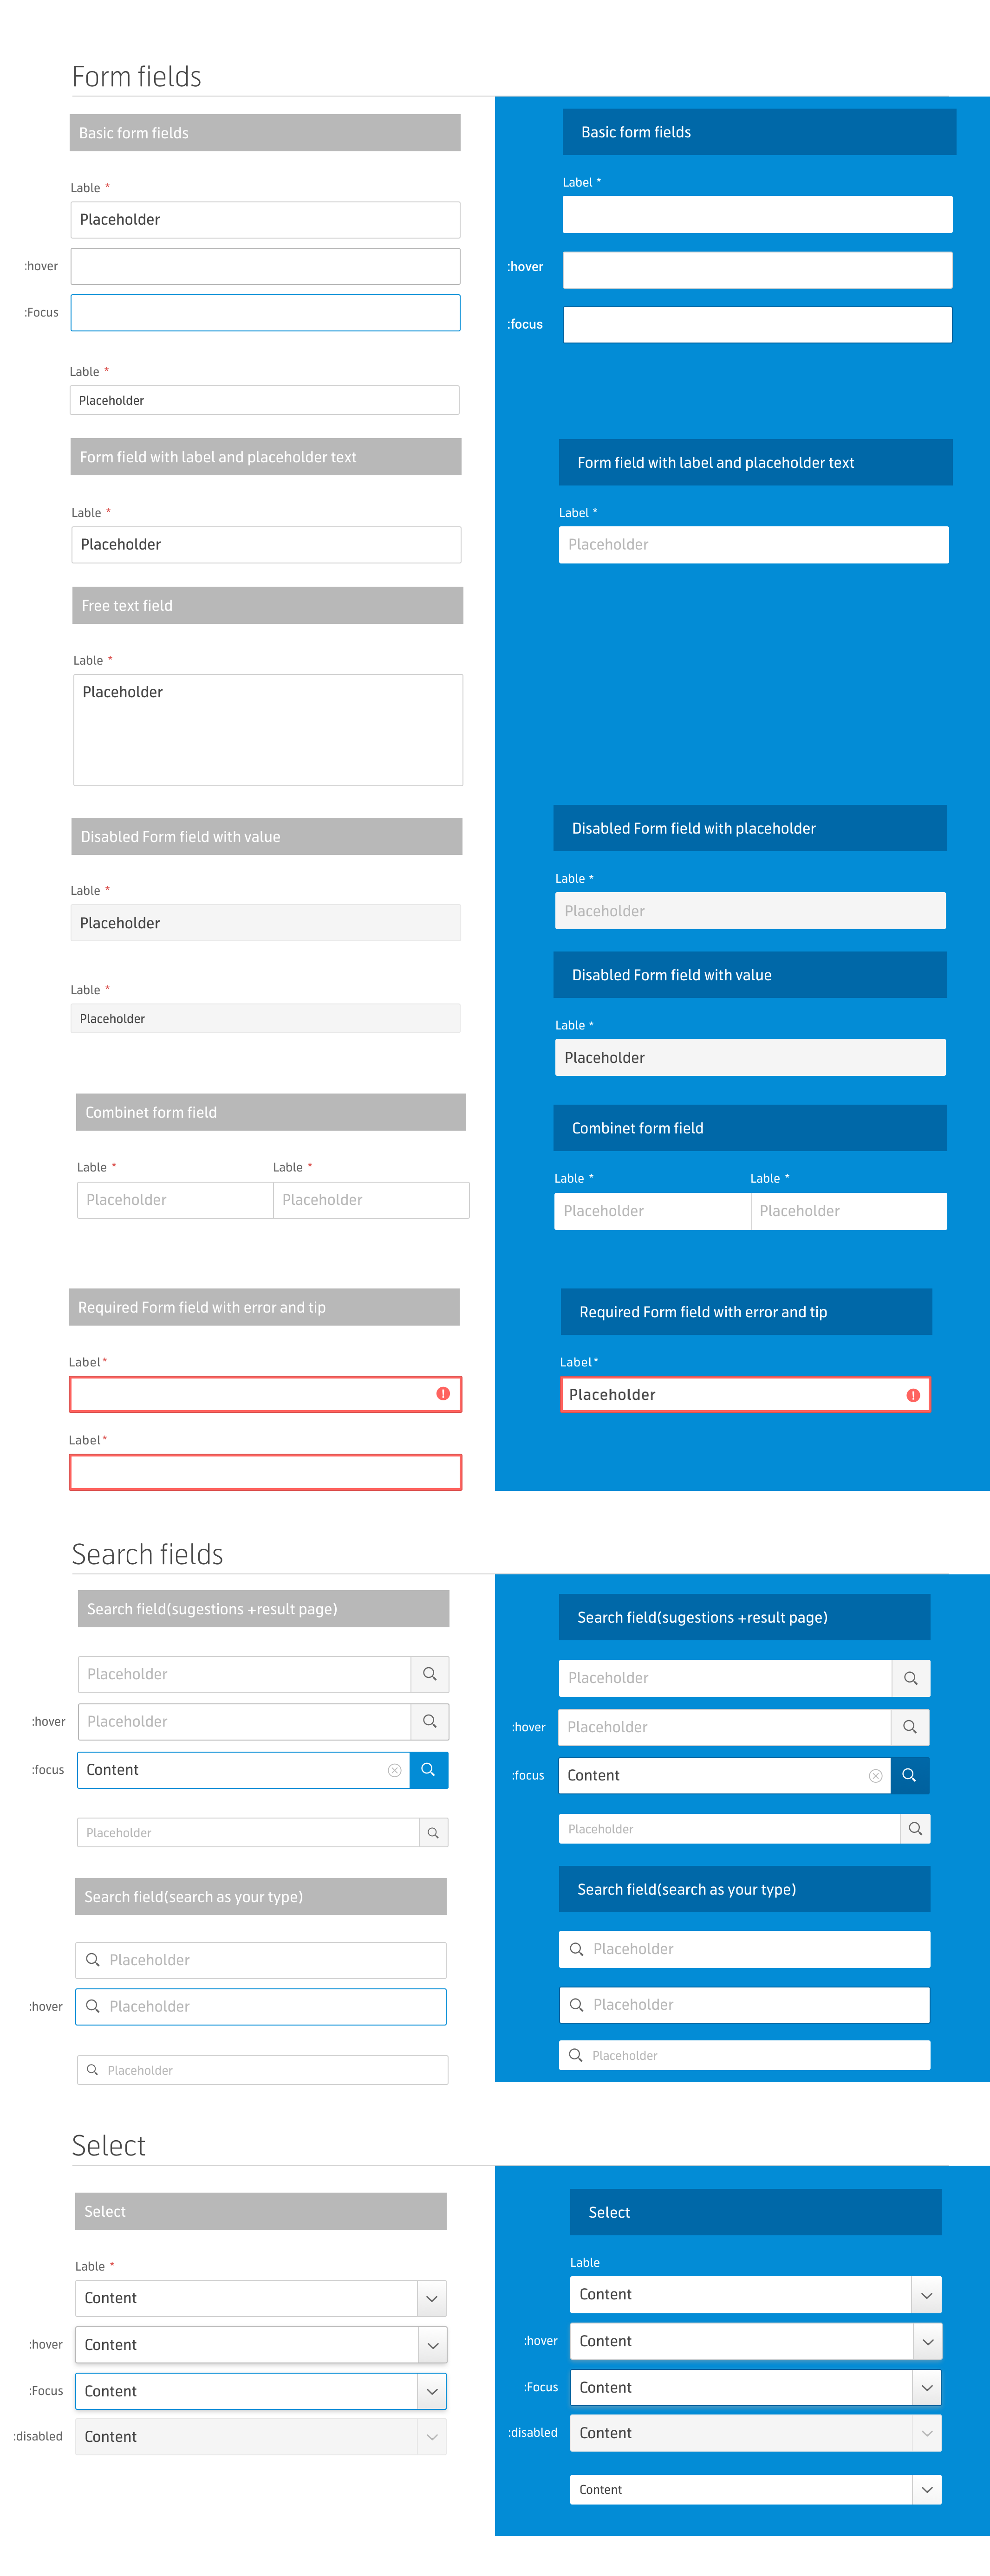 Form fields
Basic form fields
Lable *
Placeholder
:hover
:Focus
Lable *
Placeholder
Form field with label and placeholder text
Lable *
Placeholder
Free text field
Lable *
Placeholder
Disabled Form field with value
Lable *
Placeholder
Lable *
Placeholder
Combinet form field
Lable * Lable *
Placeholder Placeholder
Required Form field with error and tip
Label*
!
Label*
Basic form fields
Label *
:hover
:focus
Form field with label and placeholder text
Label *
Placeholder
Disabled Form field with placeholder
Lable *
Placeholder
Disabled Form field with value
Lable *
Placeholder
Combinet form field
Lable * Lable *
Placeholder Placeholder
Required Form field with error and tip
Label*
Placeholder !
Search fields
Search field(sugestions +result page)
Placeholder
:hover Placeholder
:focus Content
Placeholder
Search field(search as your type)
Placeholder
:hover Placeholder
Placeholder
Search field(sugestions +result page)
Placeholder
:hover Placeholder
:focus Content
Placeholder
Search field(search as your type)
Placeholder
Placeholder
Placeholder
Select
Select
Lable *
Content
:hover Content
:Focus Content
:disabled Content
Select
Lable
Content
:hover Content
:Focus Content
:disabled Content
Content